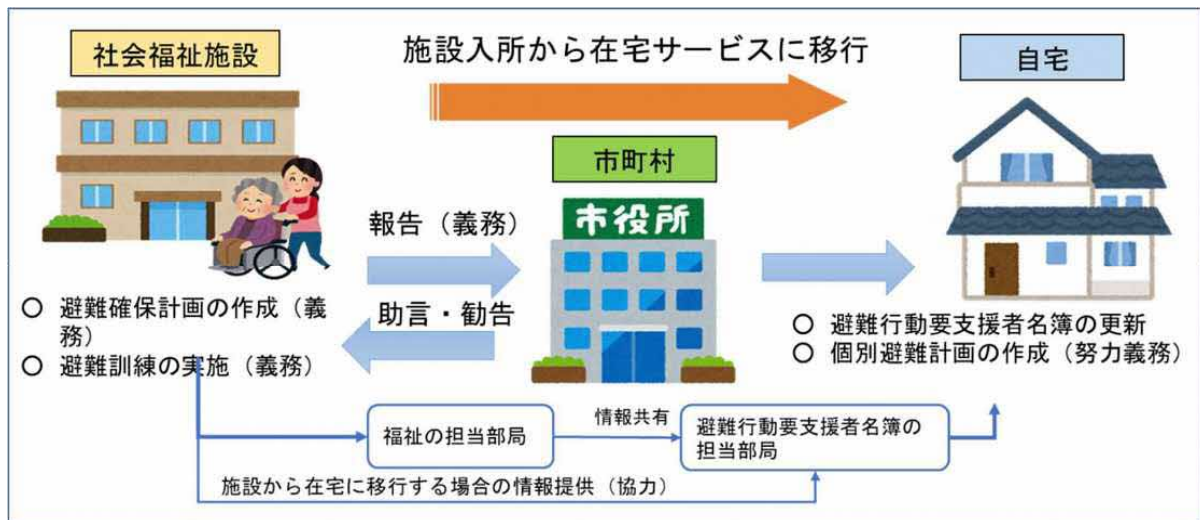 社会福祉施設
施設入所から在宅サービスに移行
自宅
市町村
市役所
報告（義務）
助言・勧告
○ 避難確保計画の作成（義
務）
○ 避難訓練の実施（義務）
○ 避難行動要支援者名簿の更新
○ 個別避難計画の作成（努力義務）
福祉の担当部局
情報共有
避難行動要支援者名簿の
担当部局
施設から在宅に移行する場合の情報提供（協力）